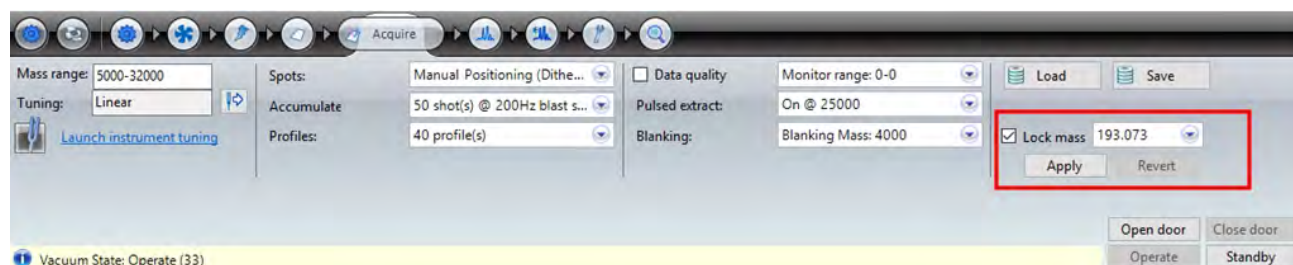 Acquire
Mass range: 5000-32000
Spots: Manual Positioning (Dithe...
Data quality Monitor range: 0-0
Load Save
Tuning: Linear
Accumulate 50 shot(s) @ 200Hz blast s...
Pulsed extract: On @ 25000
Launch instrument tuning
Profiles: 40 profile(s)
Blanking: Blanking Mass: 4000
Lock mass 193.073
Apply Revert
Open door Close door
Vacuum State: Operate (33)
Operate Standby